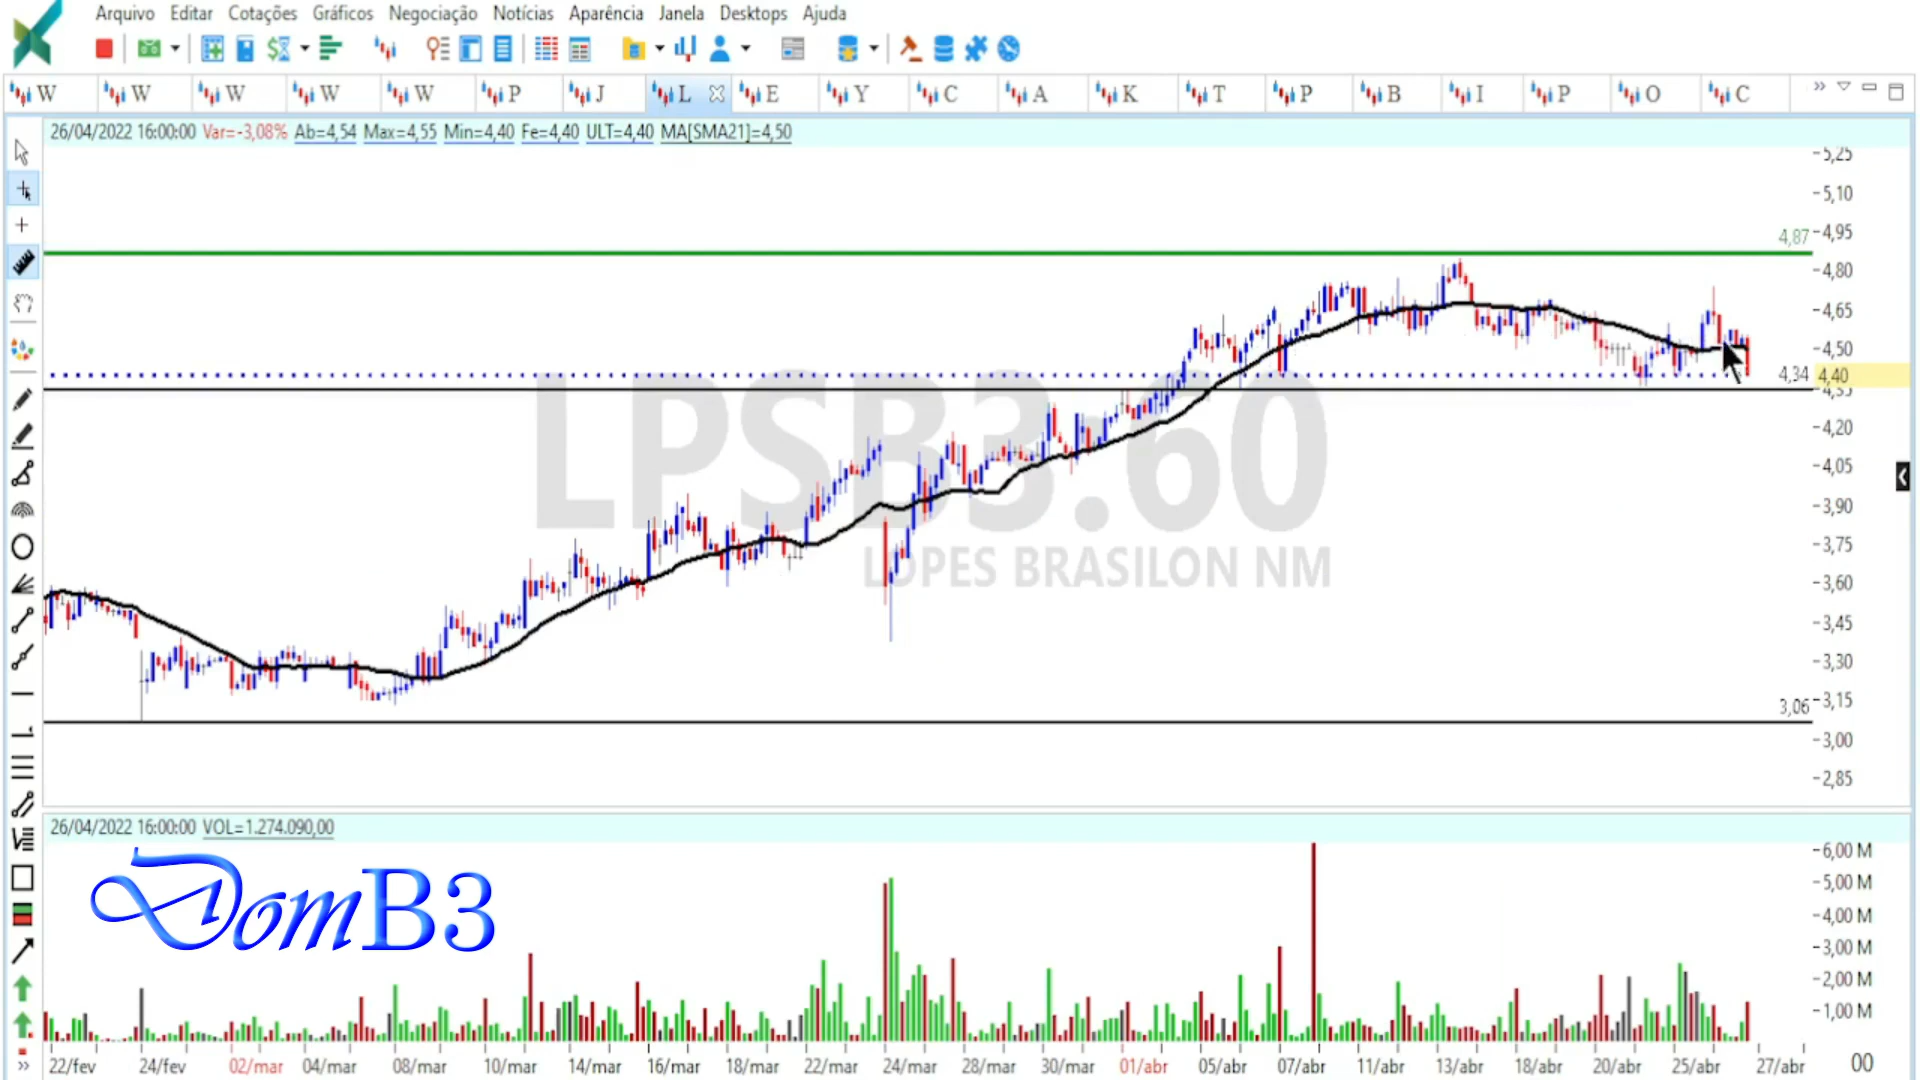 Arquivo Editar Cotações Gráficos Negociação Notícias Aparência Janela Desktops Ajuda
W W W W W P J L E Y C A K T P B I P O C
26/04/2022 16:00:00 Var=-3,08% Ab=4,54 Max=4,55 Min=4,40 Fe=4,40 ULT=4,40 MA[SMA21]=4,50
5,25
5,10
4,95
4,87
4,80
4,65
4,50
4,34 4,40
4,35
4,20
4,05
3,90
3,75
3,60
3,45
3,30
3,15
3,06
3,00
2,85
LPSB3:60
LOPES BRASILON NM
26/04/2022 16:00:00 VOL=1.274.090,00
DomB3
6,00 M
5,00 M
4,00 M
3,00 M
2,00 M
1,00 M
22/fev 24/fev 02/mar 04/mar 08/mar 10/mar 14/mar 16/mar 18/mar 22/mar 24/mar 28/mar 30/mar 01/abr 05/abr 07/abr 11/abr 13/abr 18/abr 20/abr 25/abr 27/abr 00